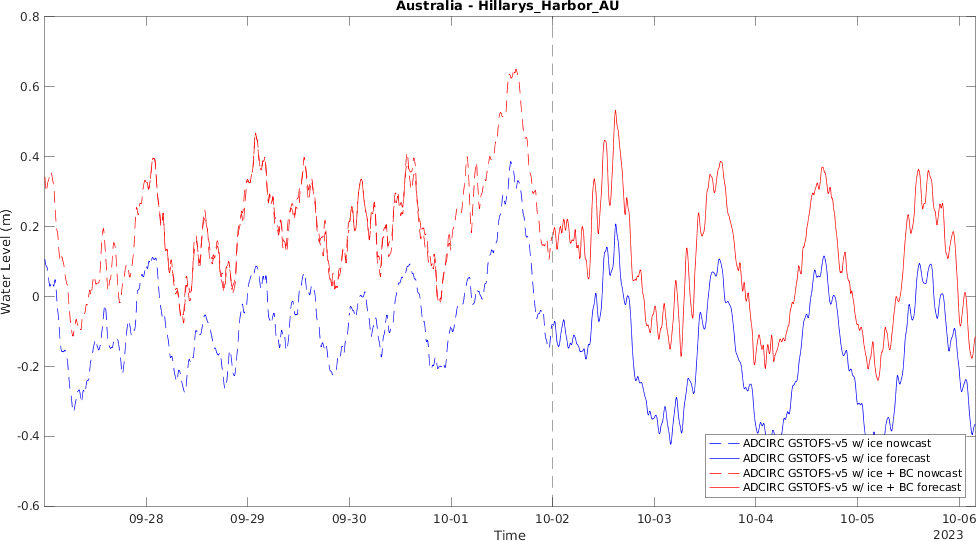 Australia - Hillarys_Harbor_AU
0.8
0.6
0.4
0.2
0
-0.2
-0.4
-0.6
Water Level (m)
ADCIRC GSTOFS-v5 w/ ice nowcast
ADCIRC GSTOFS-v5 w/ ice forecast
ADCIRC GSTOFS-v5 w/ ice + BC nowcast
ADCIRC GSTOFS-v5 w/ ice + BC forecast
09-28 09-29 09-30 10-01 10-02 10-03 10-04 10-05 10-06
Time
2023